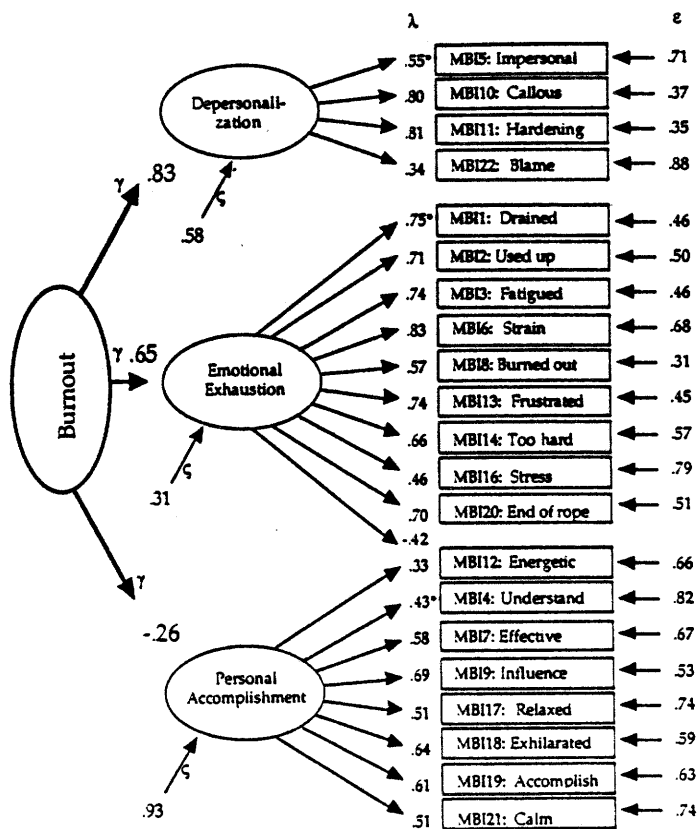 λ ε
.55* MBI5: Impersonal .71
.80 MBI10: Callous .37
.81 MBI11: Hardening .35
.34 MBI22: Blame .88
Depersonali-
zation
γ .83
ς
.58
.75* MBI1: Drained .46
.71 MBI2: Used up .50
.74 MBI3: Fatigued .46
.83 MBI6: Strain .68
.57 MBI8: Burned out .31
.74 MBI13: Frustrated .45
.66 MBI14: Too hard .57
.46 MBI16: Stress .79
.70 MBI20: End of rope .51
-.42
Burnout
γ .65
Emotional
Exhaustion
ς
.31
γ
-.26
.33 MBI12: Energetic .66
.43* MBI4: Understand .82
.58 MBI7: Effective .67
.69 MBI9: Influence .53
.51 MBI17: Relaxed .74
.64 MBI18: Exhilarated .59
.61 MBI19: Accomplish .63
.51 MBI21: Calm .74
Personal
Accomplishment
ς
.93